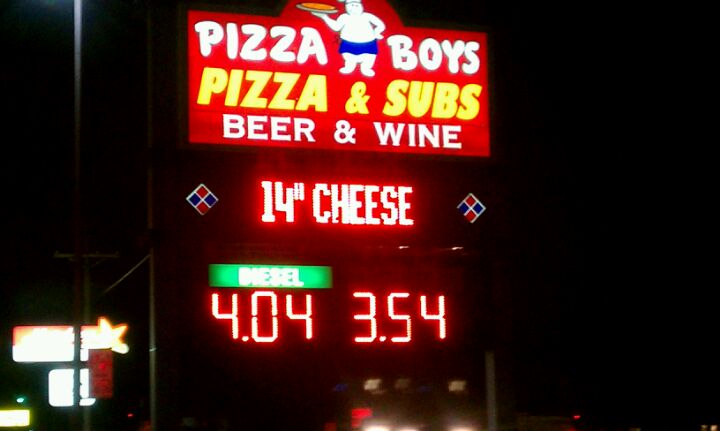 PIZZA BOYS
PIZZA & SUBS
BEER & WINE
14" CHEESE
DIESEL
4.04 3.54